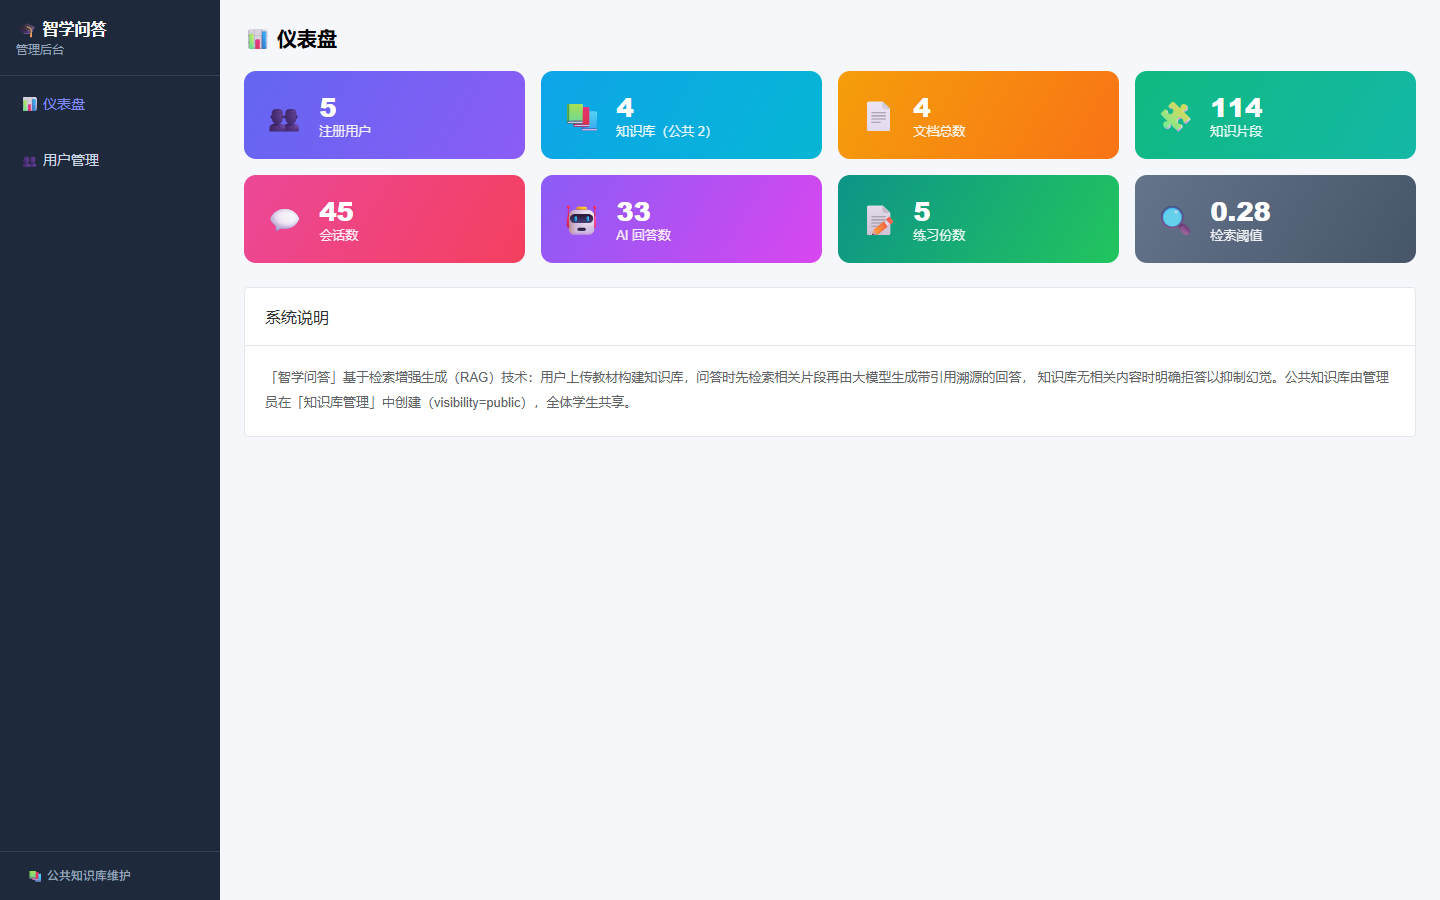 智学问答
管理后台
仪表盘
用户管理
公共知识库维护
仪表盘
5
注册用户
4
知识库（公共 2）
4
文档总数
114
知识片段
45
会话数
33
AI 回答数
5
练习份数
0.28
检索阈值
系统说明
「智学问答」基于检索增强生成（RAG）技术：用户上传教材构建知识库，问答时先检索相关片段再由大模型生成带引用溯源的回答， 知识库无相关内容时明确拒答以抑制幻觉。公共知识库由管理
员在「知识库管理」中创建（visibility=public），全体学生共享。